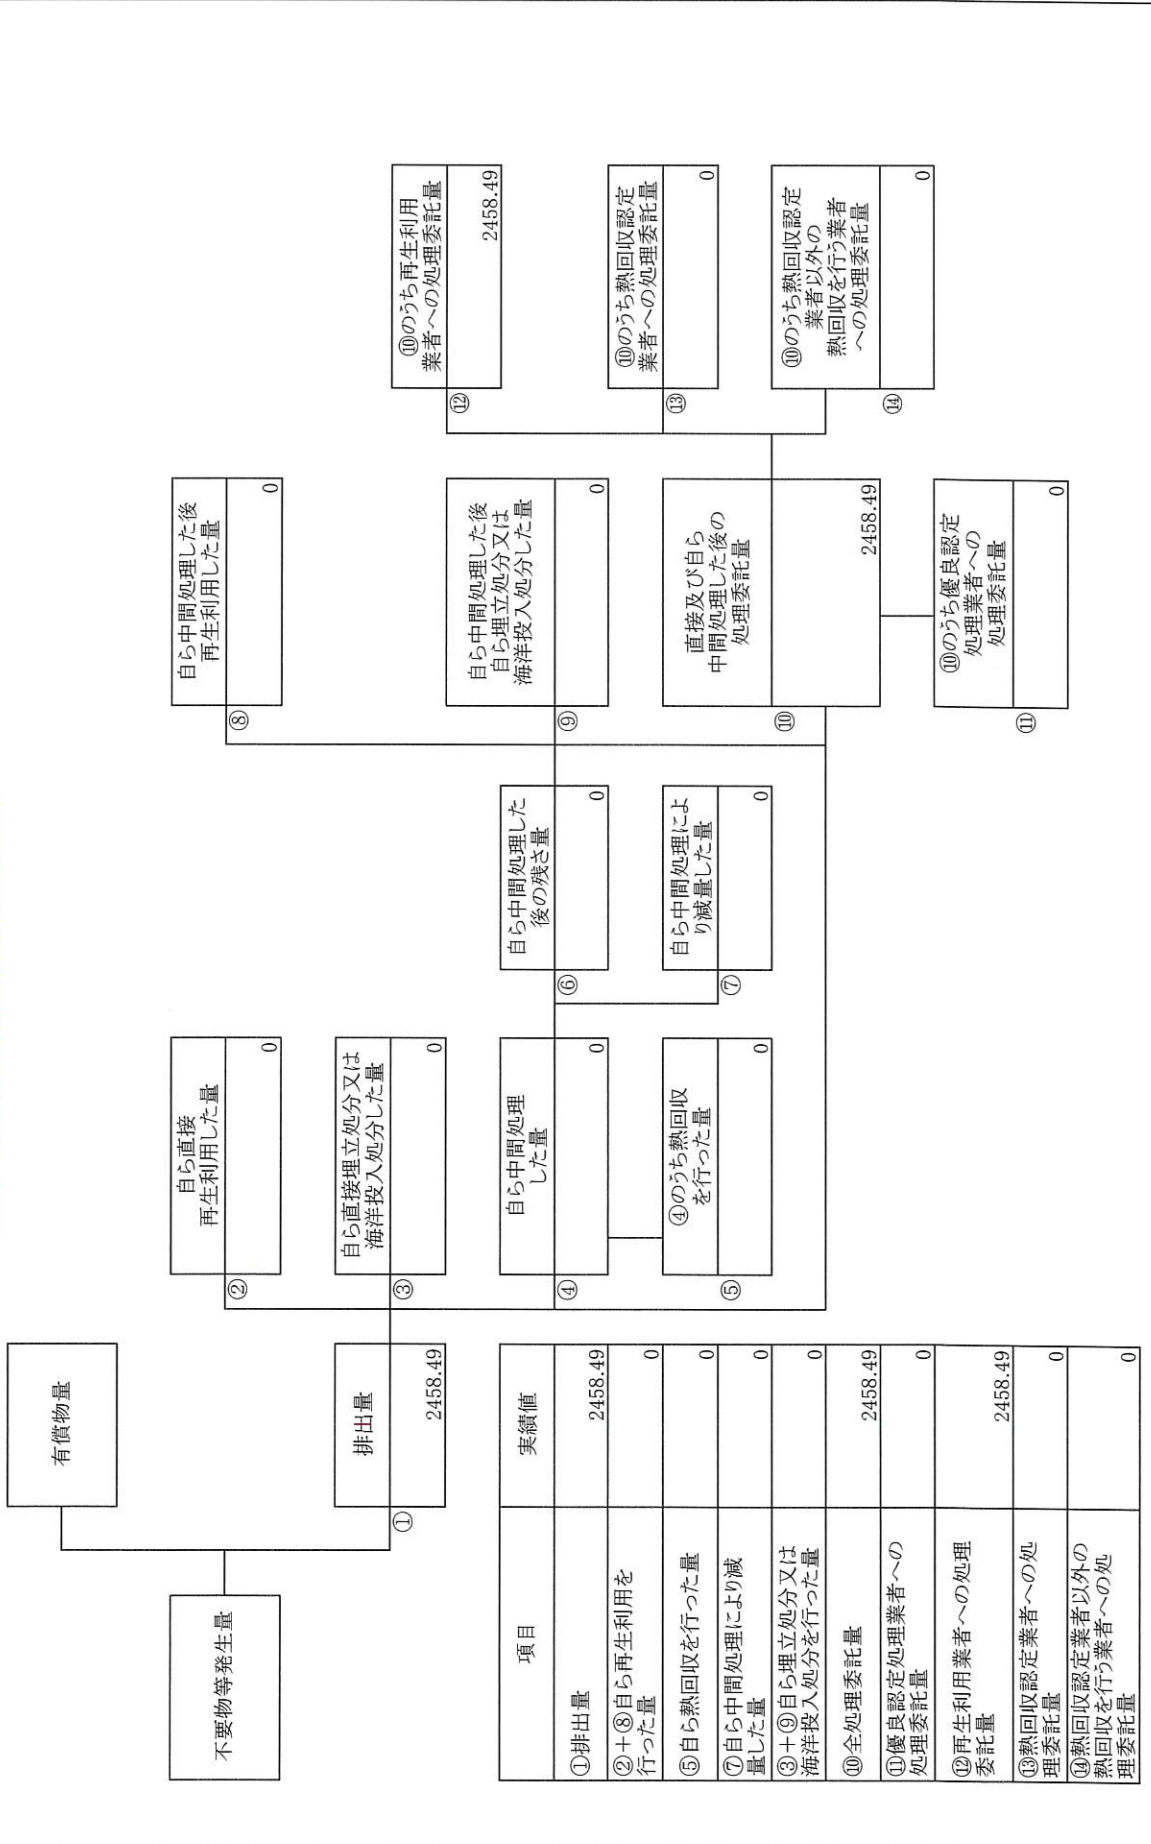 不要物等発生量
有償物量
排出量
①
2458.49
自ら直接
再生利用した量
②
0
自ら直接埋立処分又は
海洋投入処分した量
③
0
自ら中間処理
した量
④
0
④のうち熱回収
を行った量
⑤
0
自ら中間処理した
後の残さ量
⑥
0
自ら中間処理によ
り減量した量
⑦
0
自ら中間処理した後
再生利用した量
⑧
0
自ら中間処理した後
自ら埋立処分又は
海洋投入処分した量
⑨
0
直接及び自ら
中間処理した後の
処理委託量
⑩
2458.49
⑩のうち優良認定
処理業者への
処理委託量
⑪
0
⑩のうち再生利用
業者への処理委託量
⑫
2458.49
⑩のうち熱回収認定
業者への処理委託量
⑬
0
⑩のうち熱回収認定
業者以外の
熱回収を行う業者
への処理委託量
⑭
0
項目 実績値
①排出量 2458.49
②+⑧自ら再生利用を
行った量 0
⑤自ら熱回収を行った量 0
⑦自ら中間処理により減
量した量 0
③+⑨自ら埋立処分又は
海洋投入処分を行った量 0
⑩全処理委託量 2458.49
⑪優良認定処理業者への
処理委託量 0
⑫再生利用業者への処理
委託量 2458.49
⑬熱回収認定業者への処
理委託量 0
⑭熱回収認定業者以外の
熱回収を行う業者への処
理委託量 0